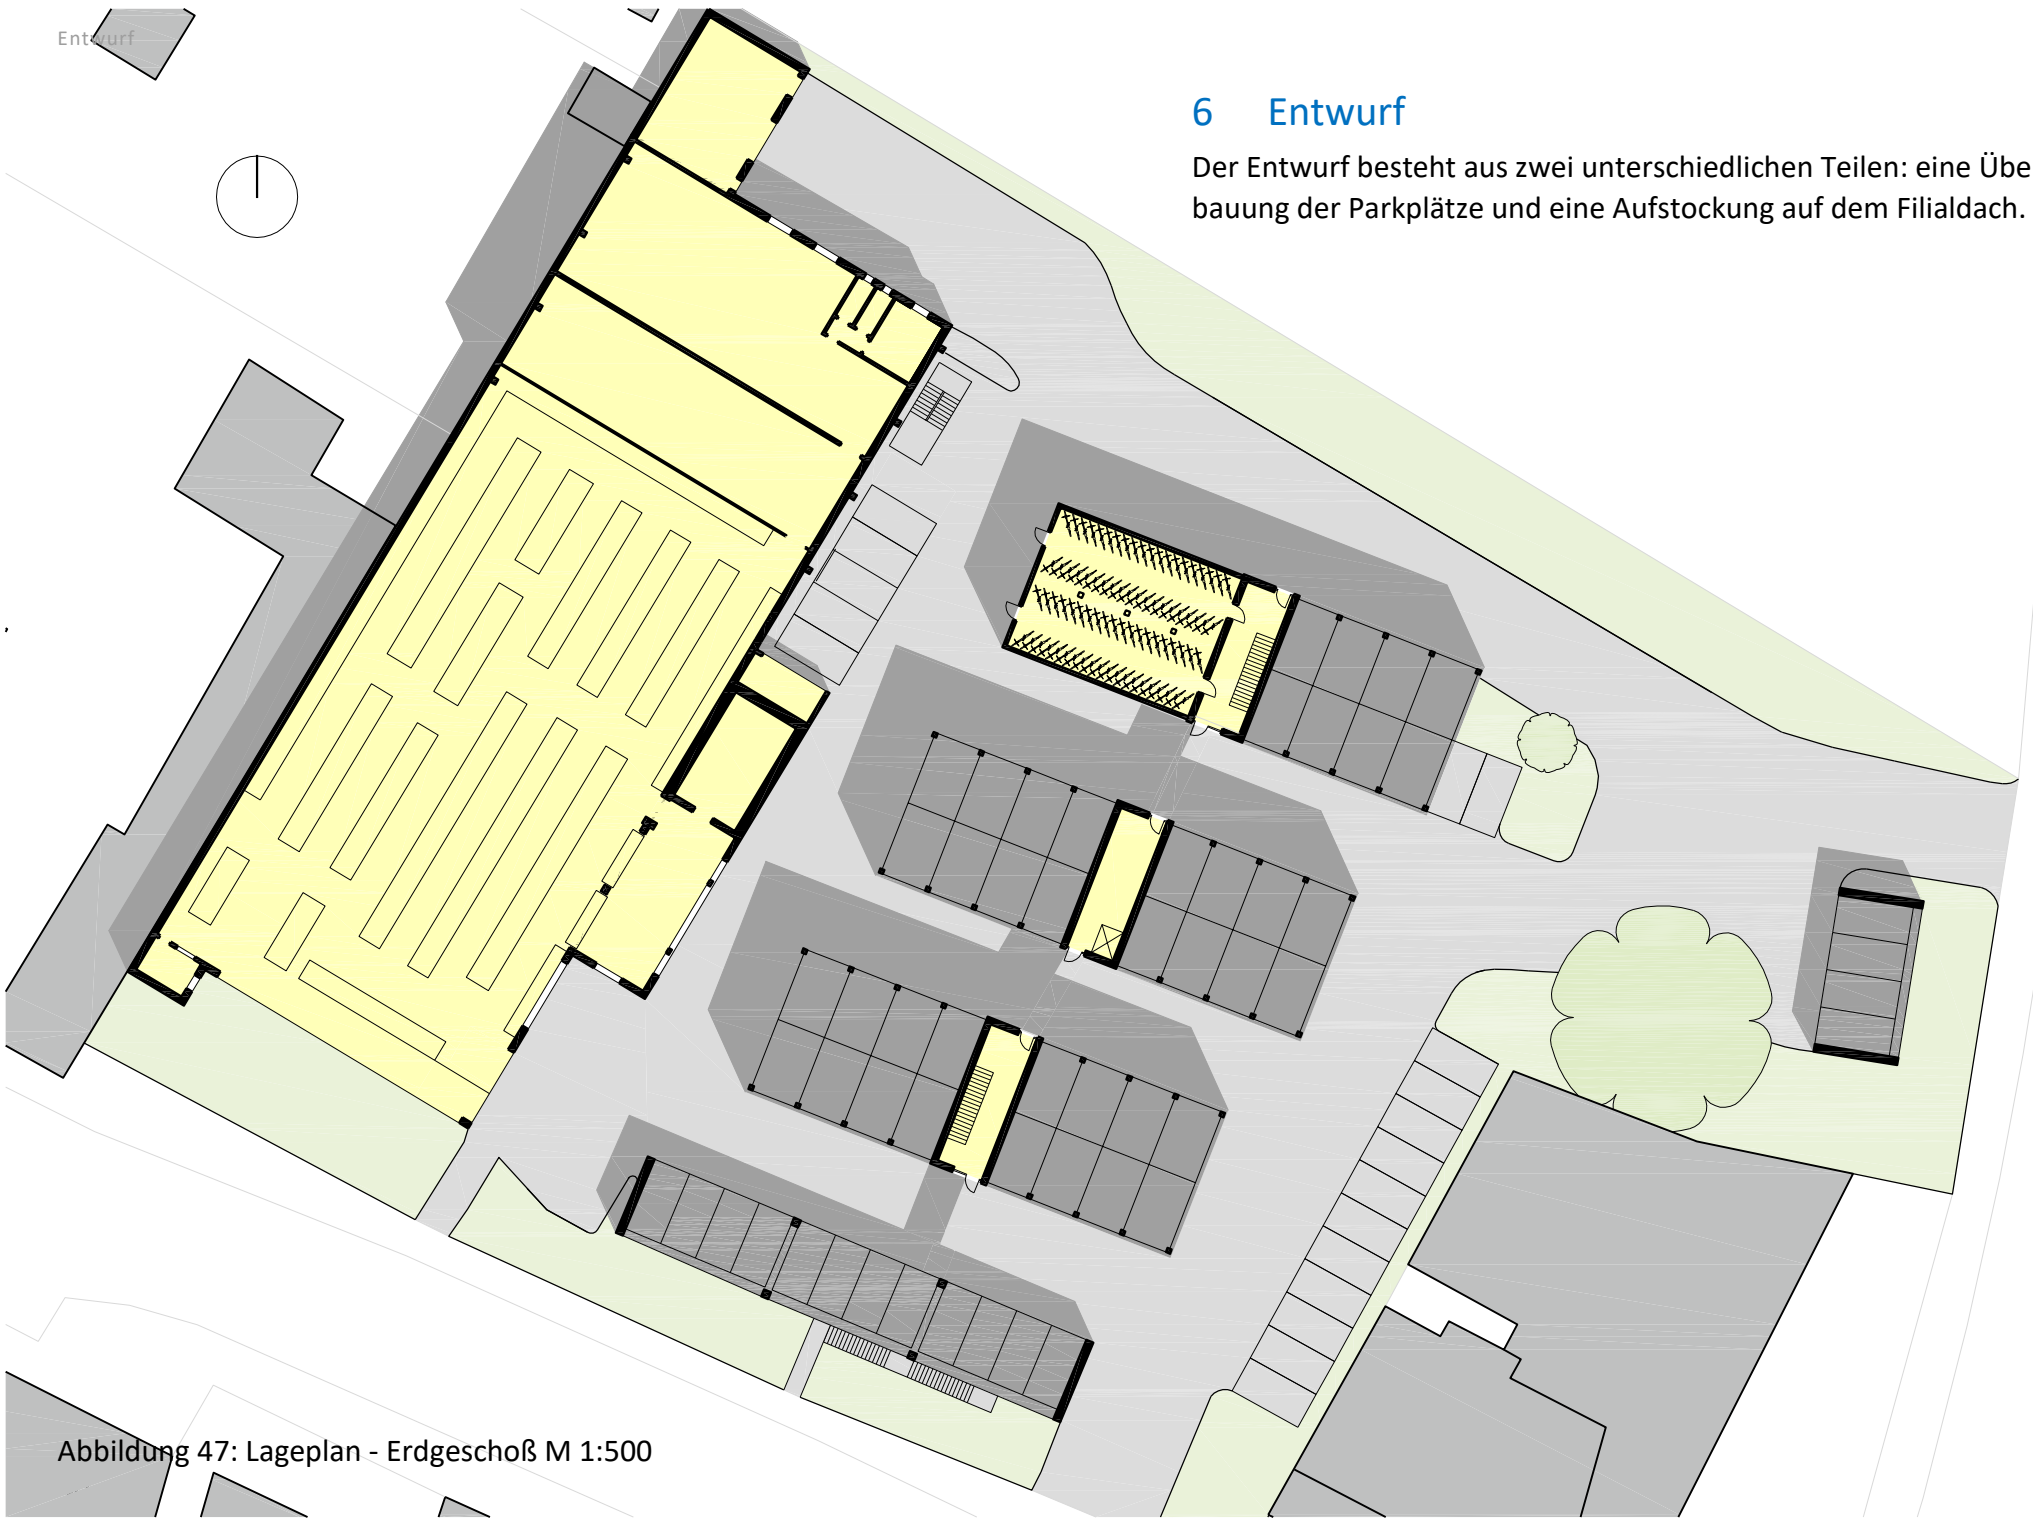 Entwurf
6 Entwurf
Der Entwurf besteht aus zwei unterschiedlichen Teilen: eine Übe
bauung der Parkplätze und eine Aufstockung auf dem Filialdach.
Abbildung 47: Lageplan - Erdgeschoß M 1:500